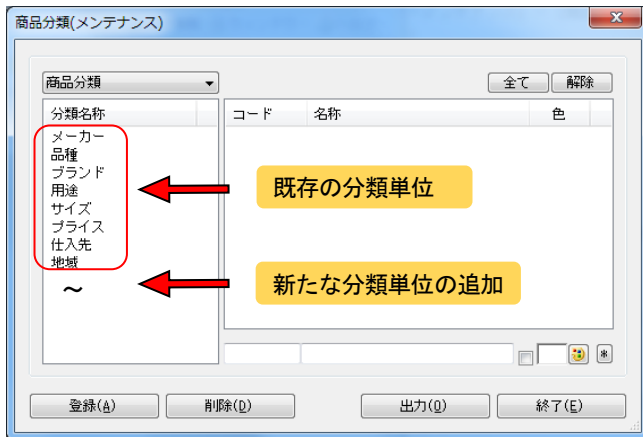 商品分類(メンテナンス)
商品分類
全て
解除
分類名称
コード
名称
色
メーカー
品種
ブランド
用途
サイズ
プライス
仕入先
地域
～
既存の分類単位
新たな分類単位の追加
*
登録(A)
削除(D)
出力(O)
終了(E)